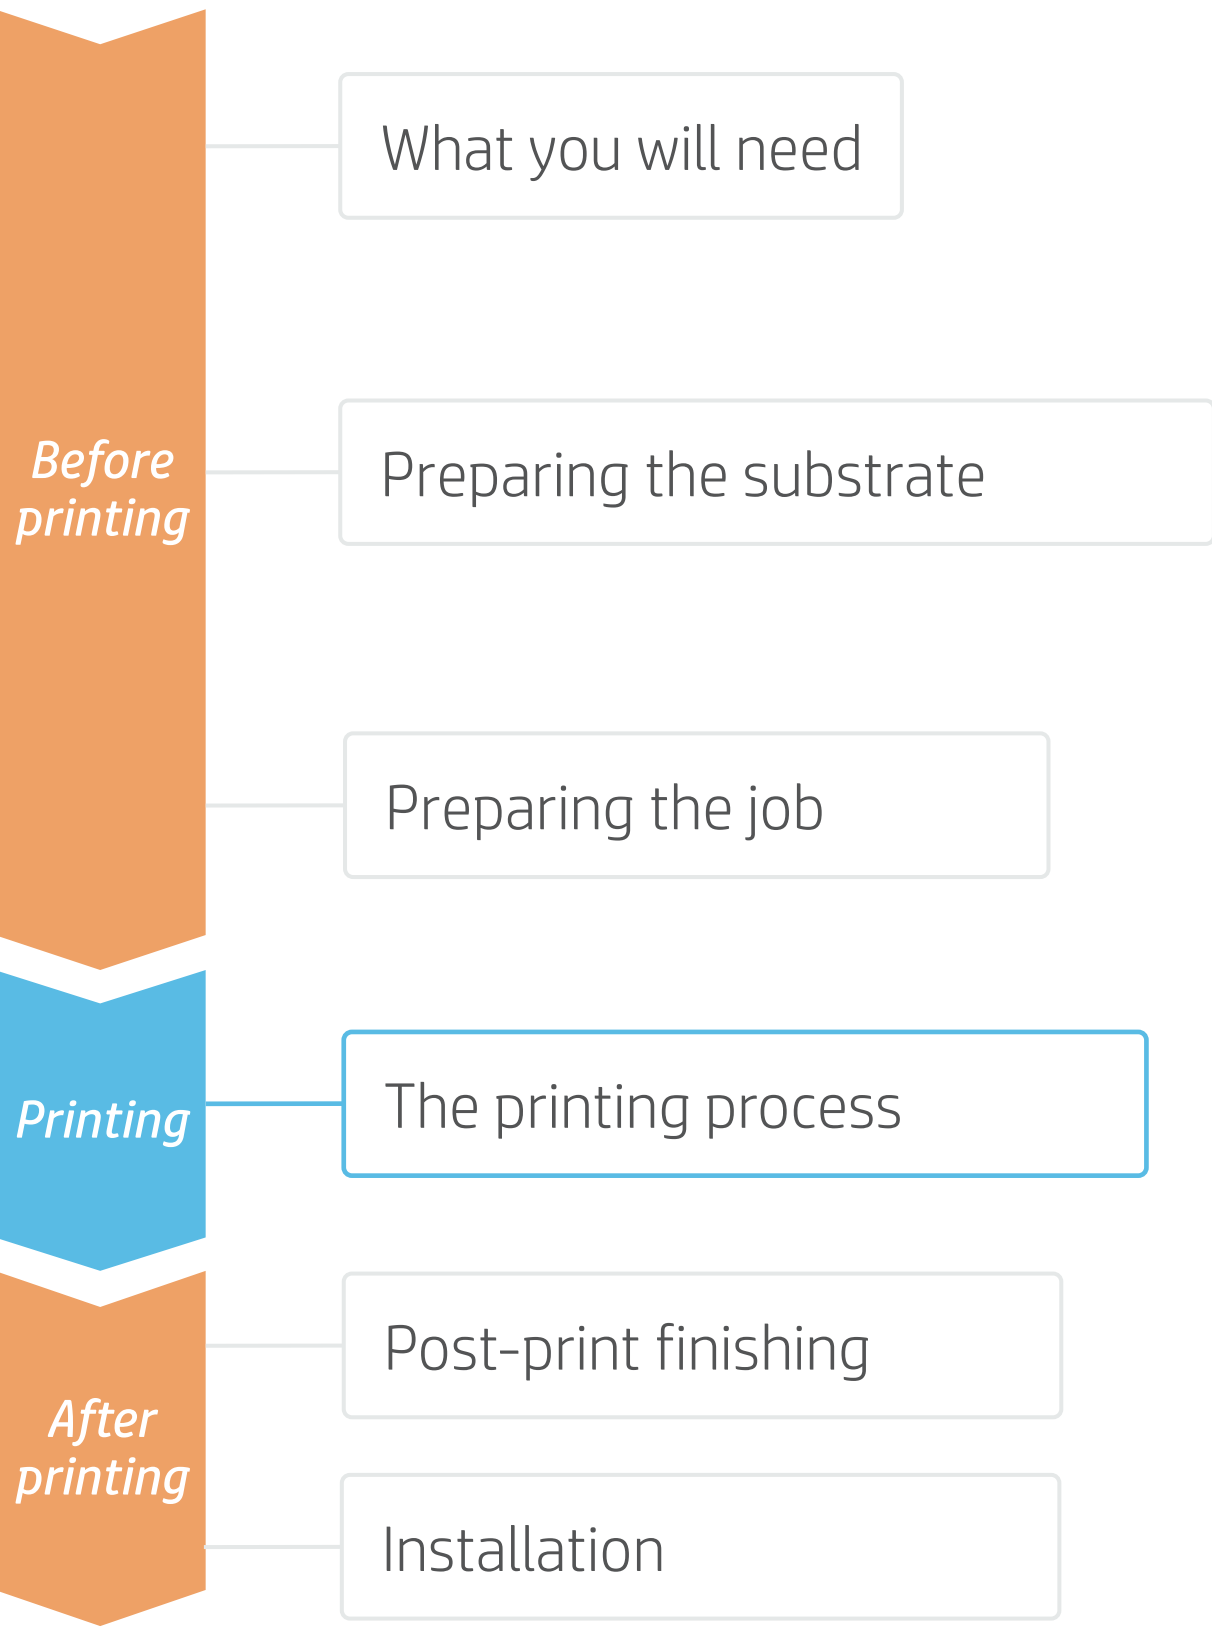 What you will need
Before
printing
Preparing the substrate
Preparing the job
Printing
The printing process
After
printing
Post-print finishing
Installation